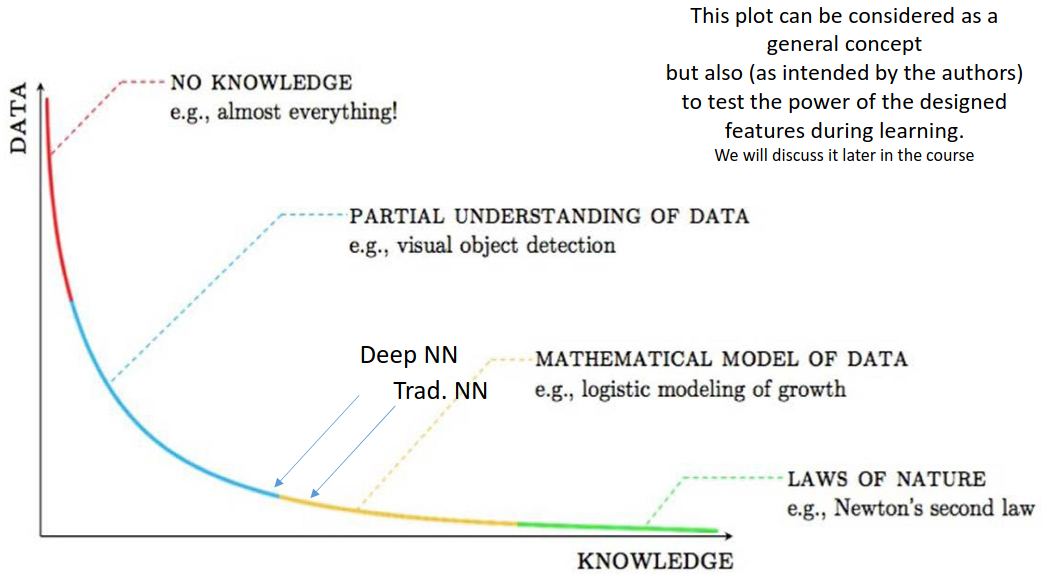 This plot can be considered as a
general concept
but also (as intended by the authors)
to test the power of the designed
features during learning.
We will discuss it later in the course
DATA
NO KNOWLEDGE
e.g., almost everything!
PARTIAL UNDERSTANDING OF DATA
e.g., visual object detection
Deep NN
Trad. NN
MATHEMATICAL MODEL OF DATA
e.g., logistic modeling of growth
LAWS OF NATURE
e.g., Newton's second law
KNOWLEDGE